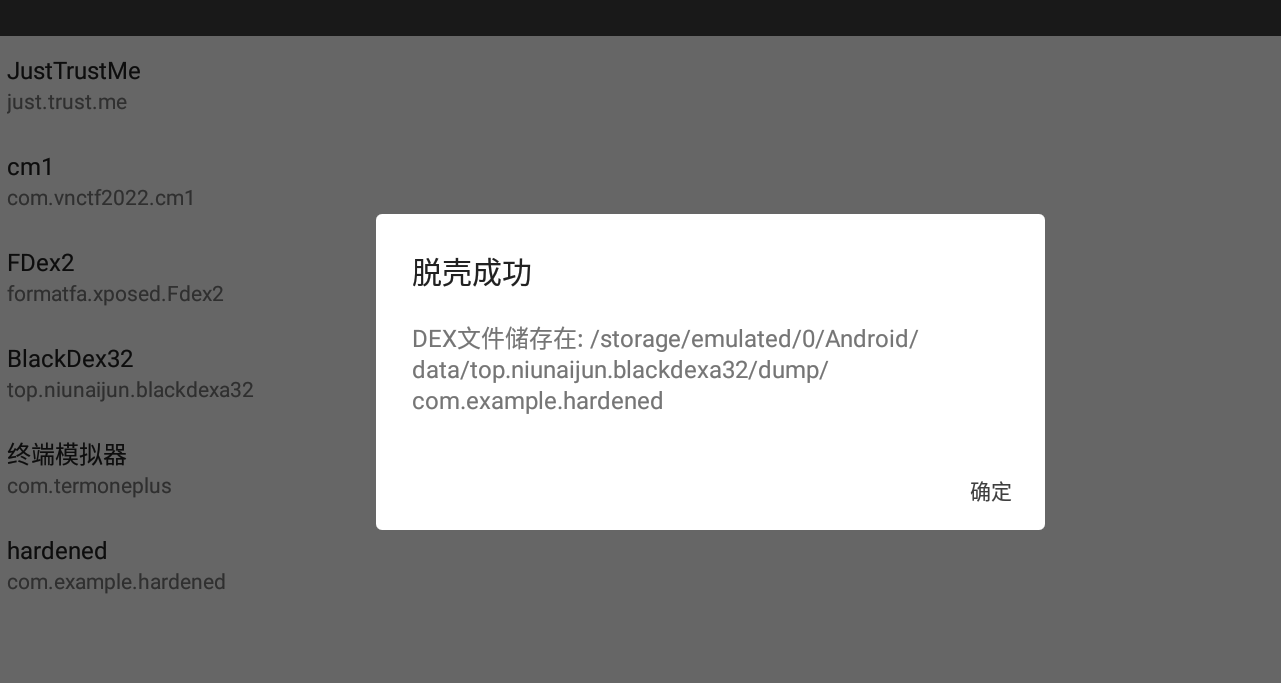 JustTrustMe
just.trust.me
cm1
com.vnctf2022.cm1
FDex2
formatfa.xposed.Fdex2
BlackDex32
top.niunaijun.blackdexa32
终端模拟器
com.termoneplus
hardened
com.example.hardened
脱壳成功
DEX文件储存在: /storage/emulated/0/Android/
data/top.niunaijun.blackdexa32/dump/
com.example.hardened
确定